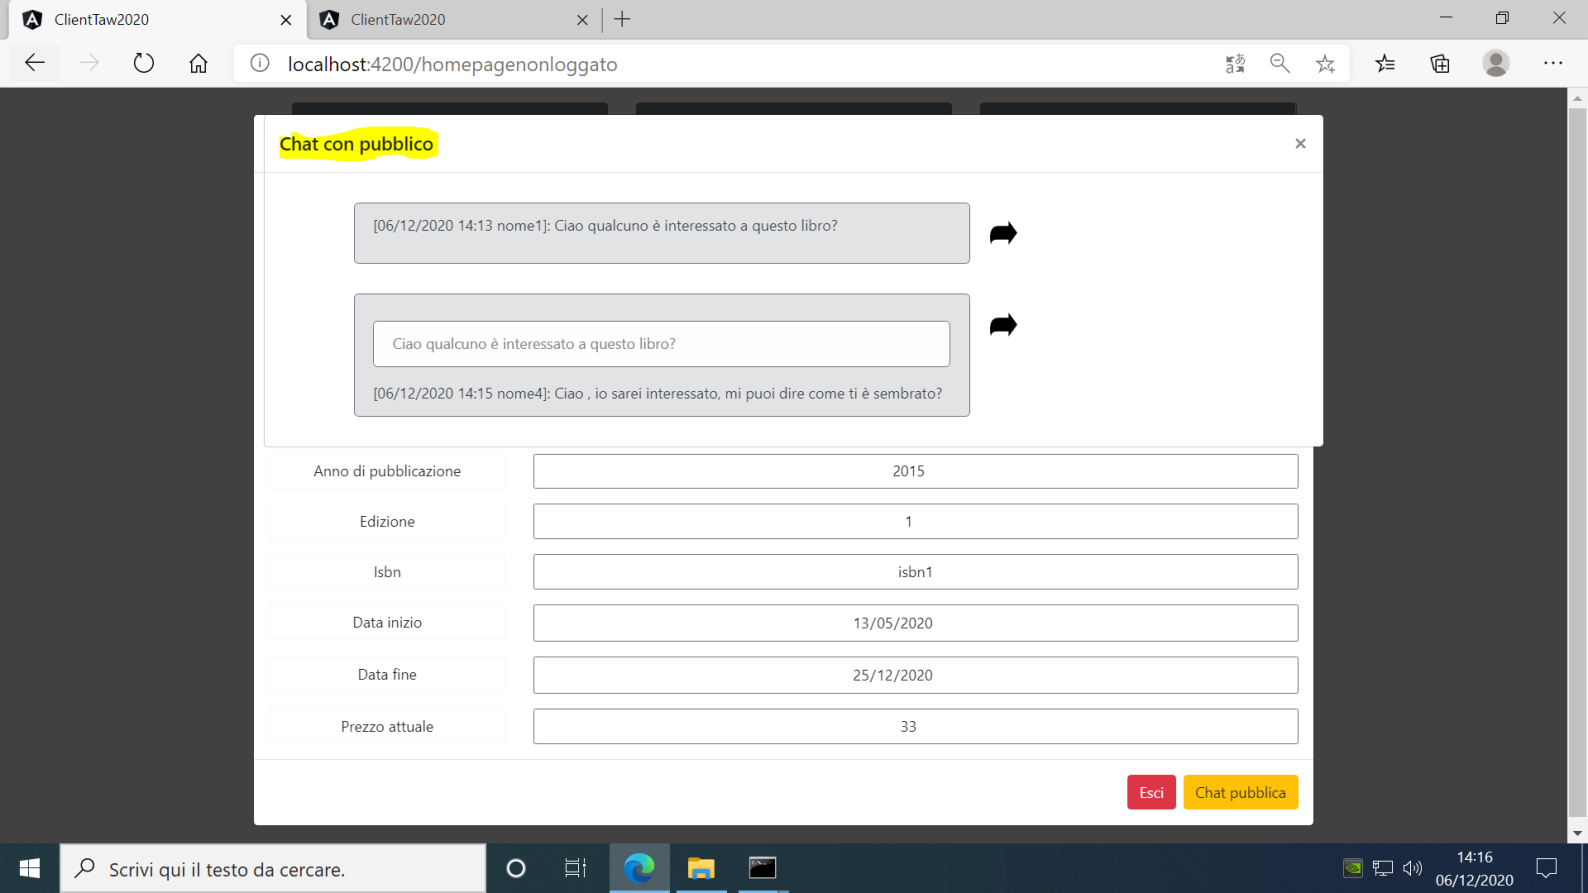 ClientTaw2020
ClientTaw2020
localhost:4200/homepagenonloggato
Chat con pubblico
[06/12/2020 14:13 nome1]: Ciao qualcuno è interessato a questo libro?
Ciao qualcuno è interessato a questo libro?
[06/12/2020 14:15 nome4]: Ciao , io sarei interessato, mi puoi dire come ti è sembrato?
Anno di pubblicazione 2015
Edizione 1
Isbn isbn1
Data inizio 13/05/2020
Data fine 25/12/2020
Prezzo attuale 33
Esci Chat pubblica
Scrivi qui il testo da cercare.
14:16
06/12/2020